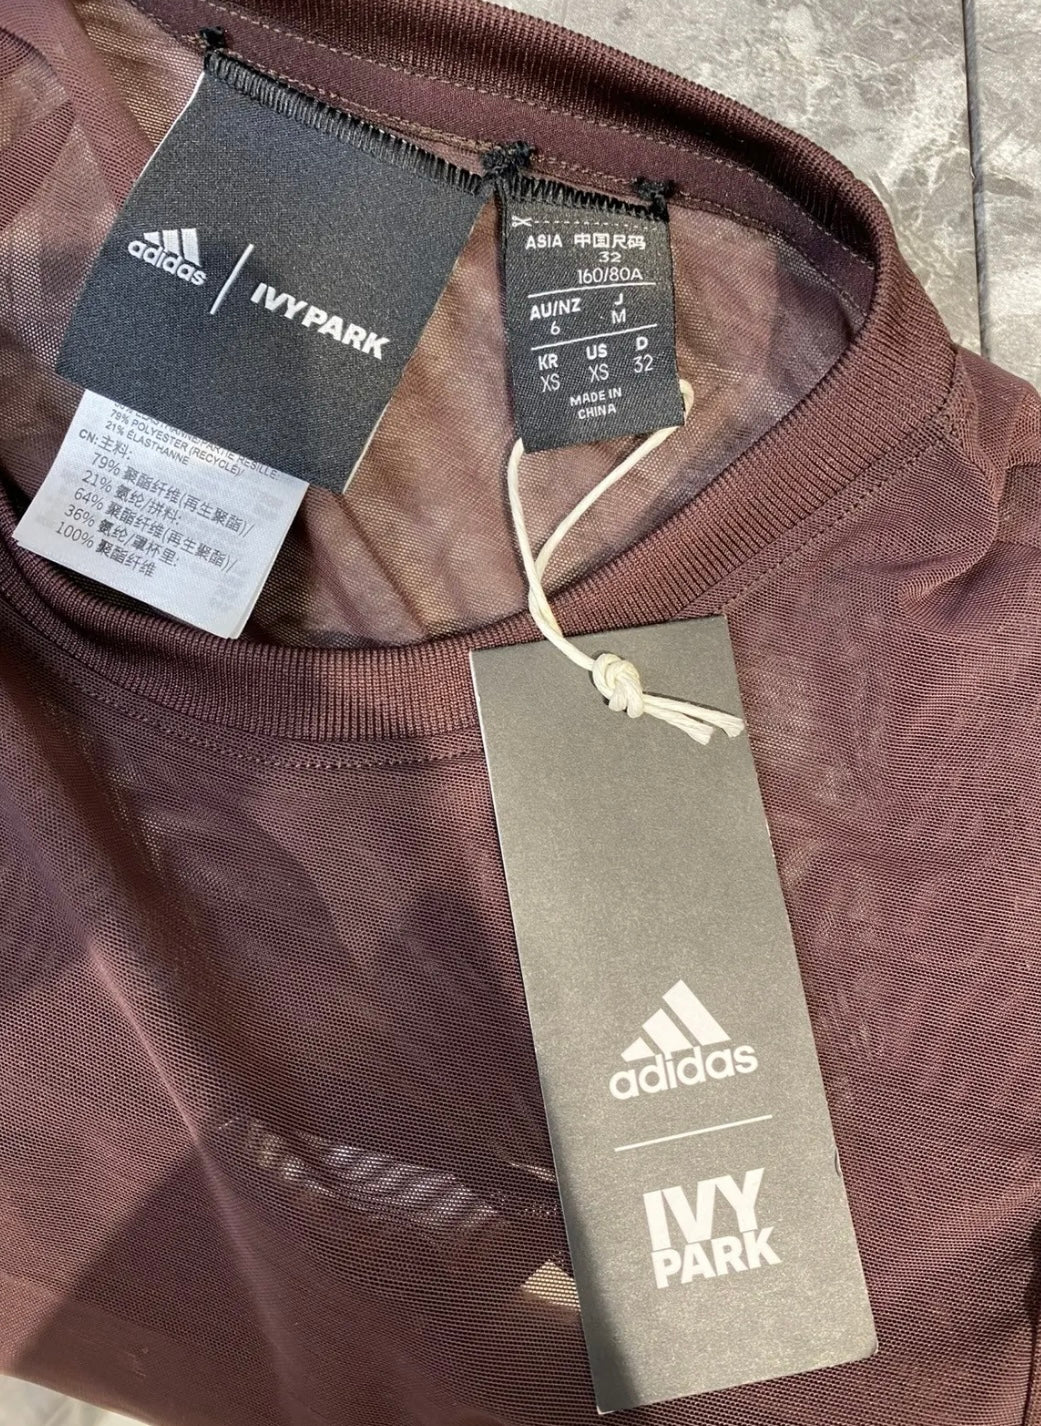 adidas
IVY PARK
ASIA 中国尺码
32
160/80A
AU/NZ J
6 M
KR US D
XS XS 32
MADE IN
CHINA
79% POLYESTER (RECYCLÉ)/
21% ÉLASTHANNE
CN: 主料:
79% 聚酯纤维(再生聚酯)/
21% 氨纶/拼料:
64% 聚酯纤维(再生聚酯)/
36% 氨纶/罩杯里:
100% 聚酯纤维
adidas
IVY
PARK